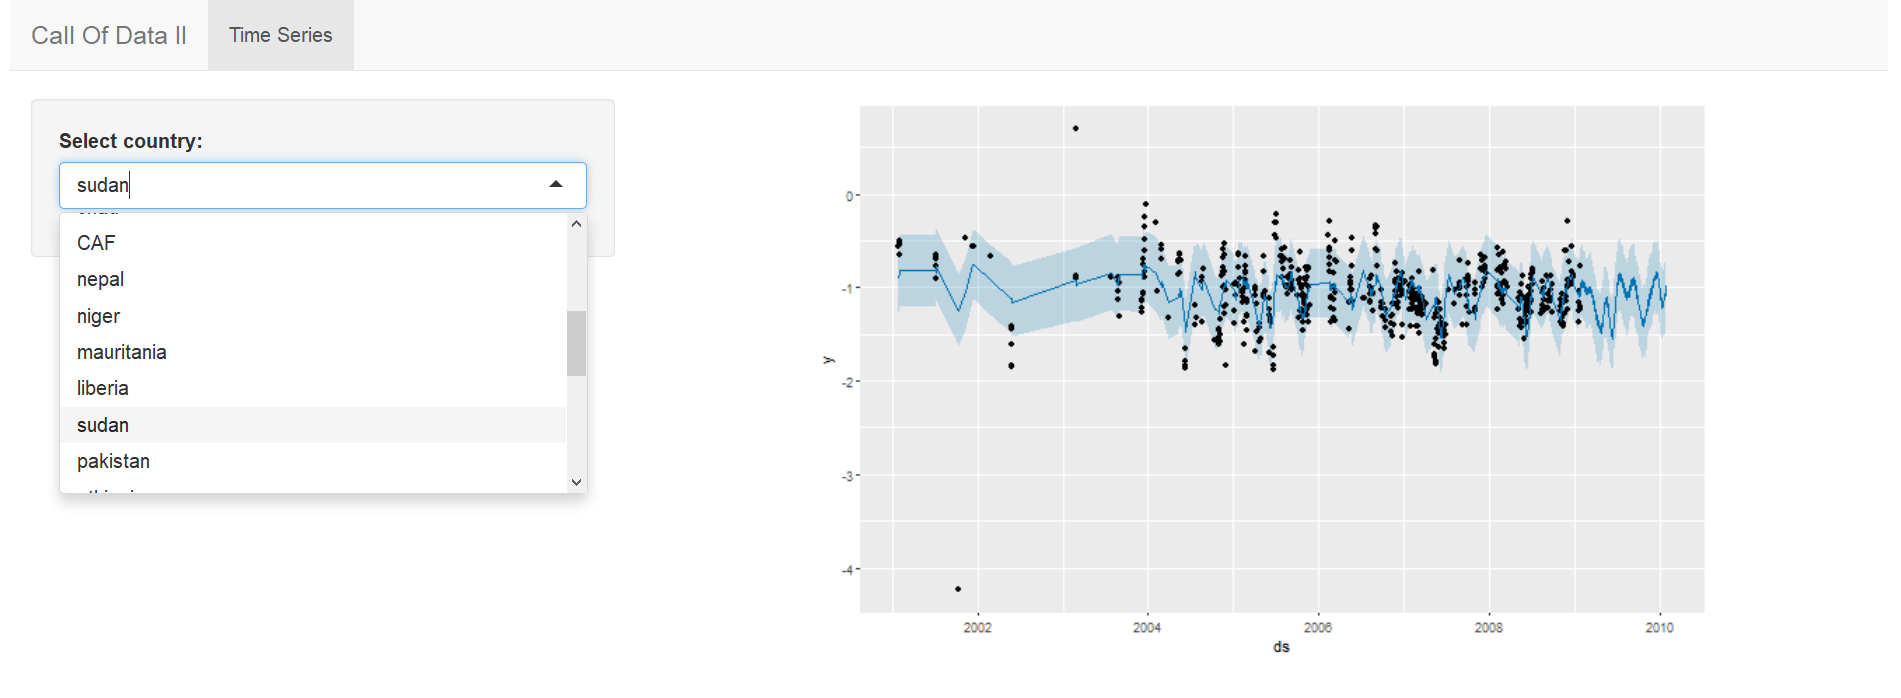 Call Of Data II
Time Series
Select country:
sudan
CAF
nepal
niger
mauritania
liberia
sudan
pakistan
0
-1
y
-2
-3
-4
2002 2004 2006 2008 2010
ds